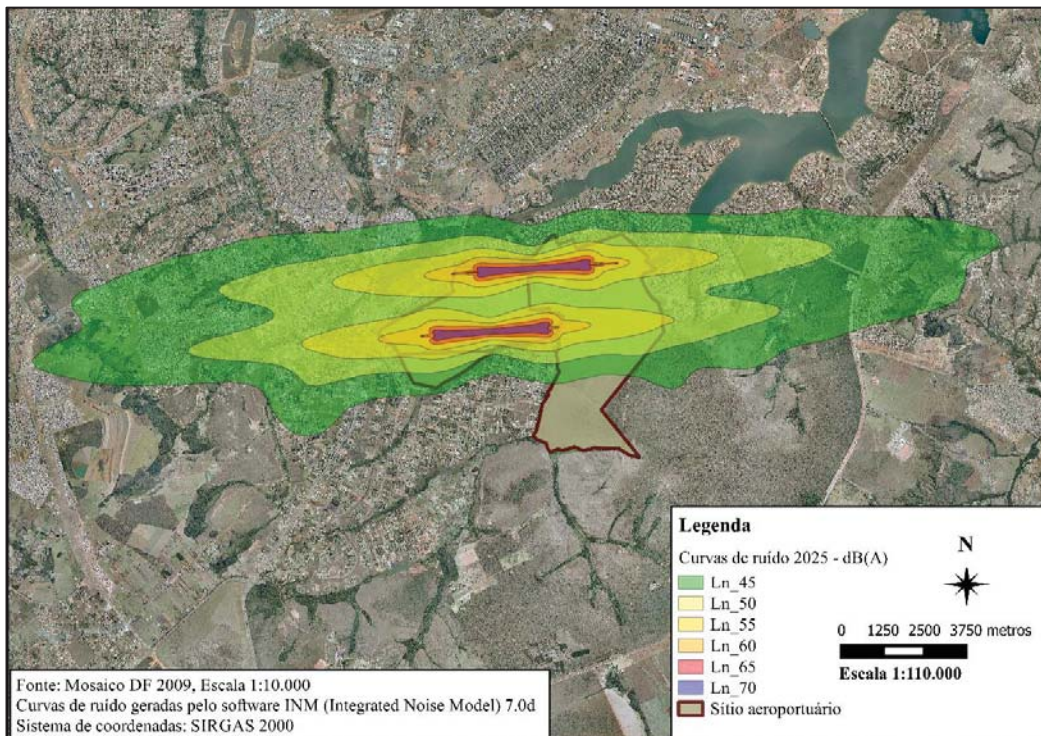 Legenda
Curvas de ruído 2025 - dB(A)
Ln_45
Ln_50
Ln_55
Ln_60
Ln_65
Ln_70
Sítio aeroportuário
N
0 1250 2500 3750 metros
Escala 1:110.000
Fonte: Mosaico DF 2009, Escala 1:10.000
Curvas de ruído geradas pelo software INM (Integrated Noise Model) 7.0d
Sistema de coordenadas: SIRGAS 2000